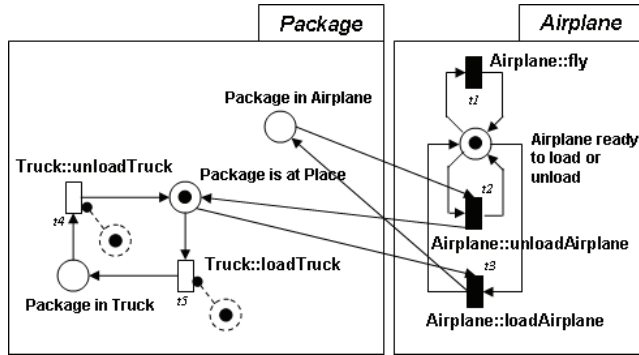 Package
Airplane
Airplane::fly
t1
Package in Airplane
Airplane ready
to load or
unload
Truck::unloadTruck
Package is at Place
t2
t4
Airplane::unloadAirplane
Truck::loadTruck
t3
Package in Truck
t5
Airplane::loadAirplane